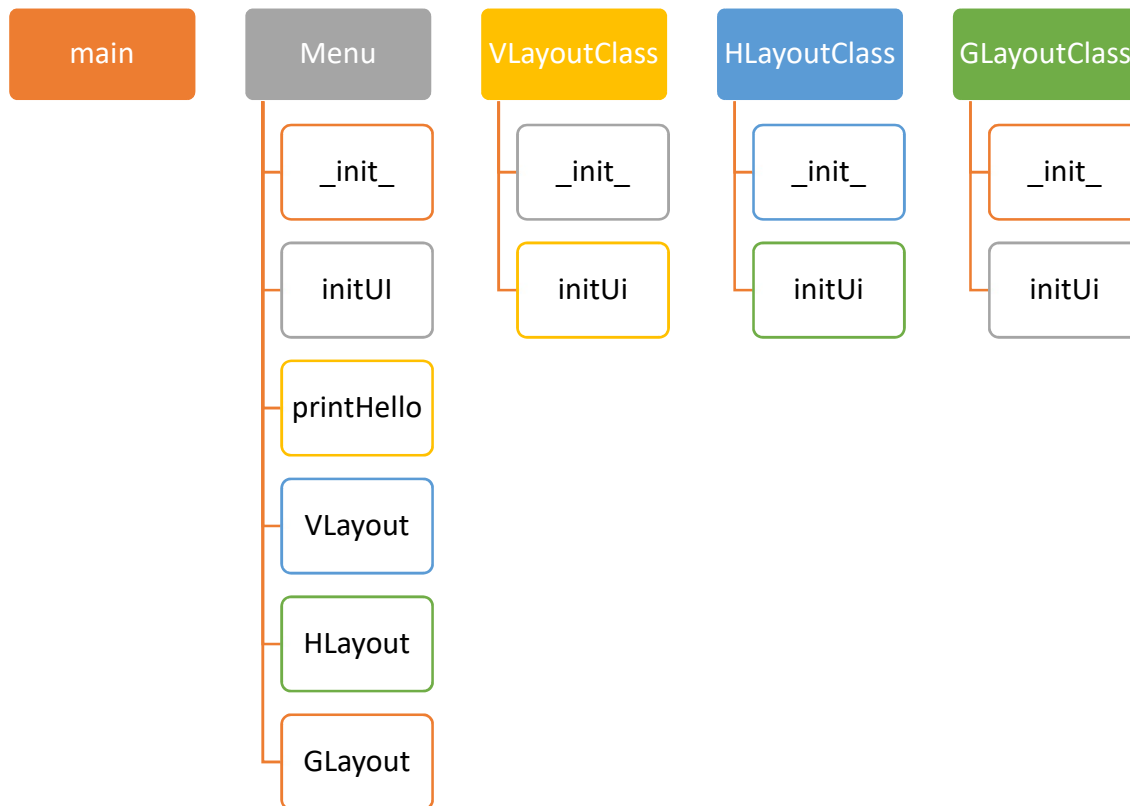 main
Menu
_init_
initUI
printHello
VLayout
HLayout
GLayout
VLayoutClass
_init_
initUi
HLayoutClass
_init_
initUi
GLayoutClass
_init_
initUi